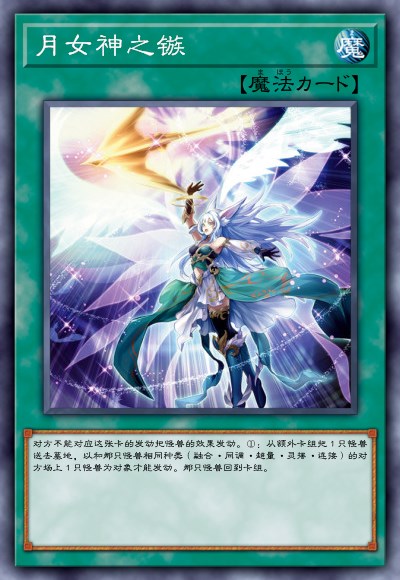 月女神之镞
魔
【魔法カード】
ま ほう
对方不能对应这张卡的发动把怪兽的效果发动。①：从额外卡组把１只怪兽
送去墓地，以和那只怪兽相同种类（融合·同调·超量·灵摆·连接）的对
方场上１只怪兽为对象才能发动。那只怪兽回到卡组。